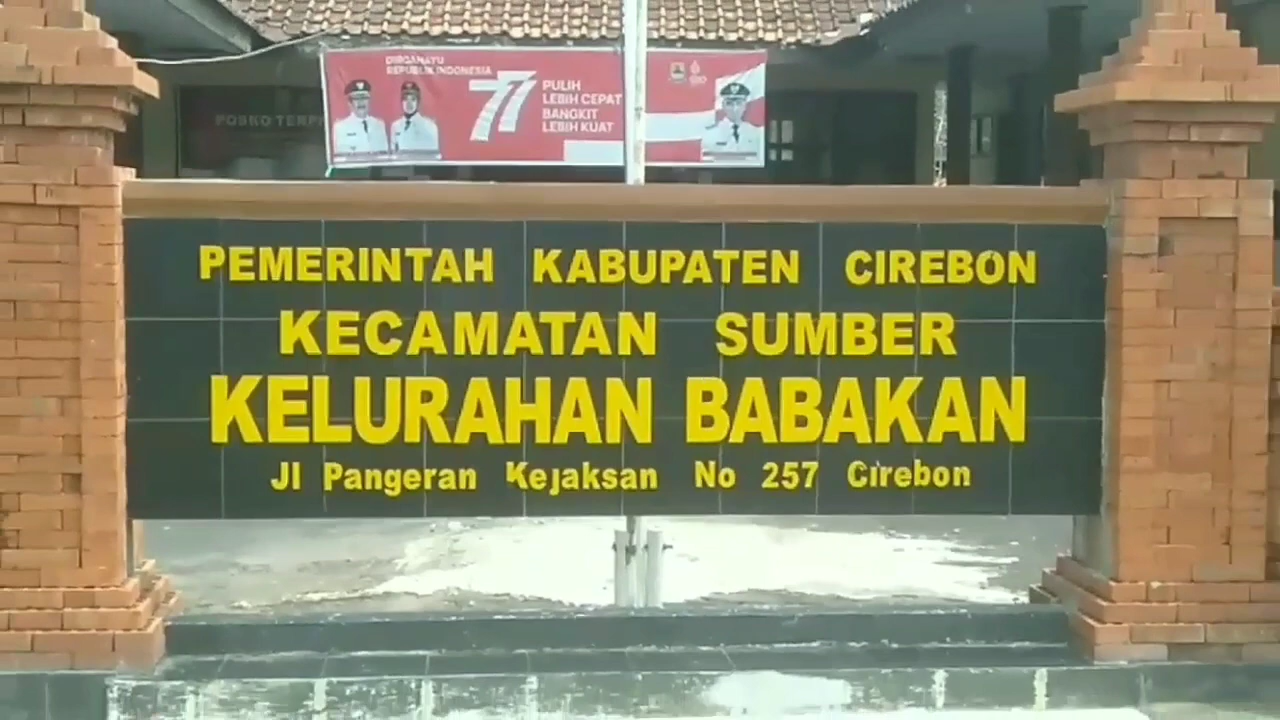 DIRGAHAYU
REPUBLIK INDONESIA
77
PULIH
LEBIH CEPAT
BANGKIT
LEBIH KUAT
POSKO
PEMERINTAH KABUPATEN CIREBON
KECAMATAN SUMBER
KELURAHAN BABAKAN
Jl Pangeran Kejaksan No 257 Cirebon